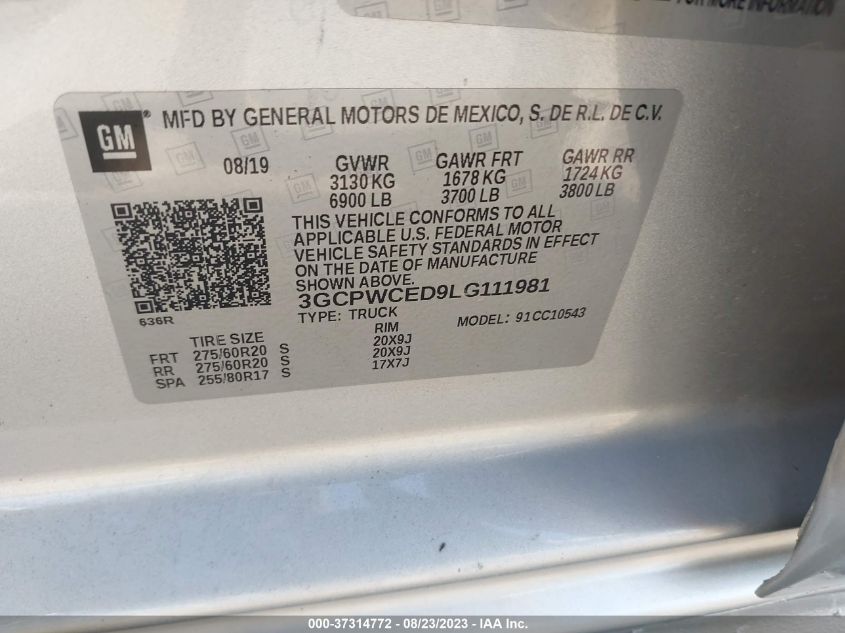 FOR MORE INFORMATION
GM ® MFD BY GENERAL MOTORS DE MEXICO, S. DE R.L. DE C.V.
08/19 GVWR GAWR FRT GAWR RR
3130 KG 1678 KG 1724 KG
6900 LB 3700 LB 3800 LB
THIS VEHICLE CONFORMS TO ALL
APPLICABLE U.S. FEDERAL MOTOR
VEHICLE SAFETY STANDARDS IN EFFECT
ON THE DATE OF MANUFACTURE
SHOWN ABOVE.
3GCPWCED9LG111981
636R TYPE: TRUCK MODEL: 91CC10543
TIRE SIZE RIM
FRT 275/60R20 S 20X9J
RR 275/60R20 S 20X9J
SPA 255/80R17 S 17X7J
000-37314772 - 08/23/2023 - IAA Inc.